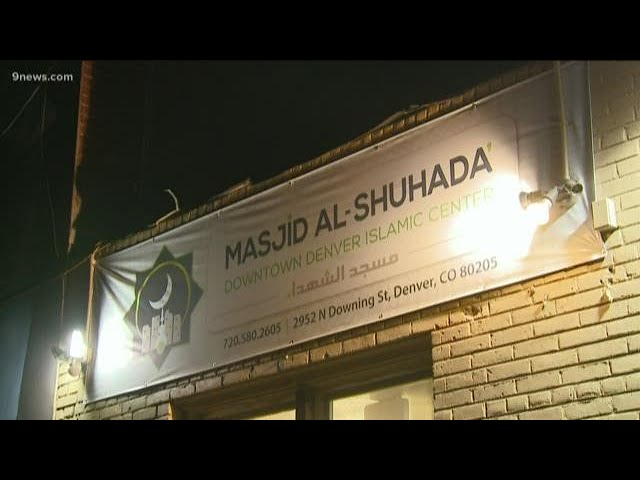 9news.com
MASJID AL-SHUHADA'
DOWNTOWN DENVER ISLAMIC CENTER
مسجد الشهداء
720.580.2605 | 2952 N Downing St, Denver, CO 80205